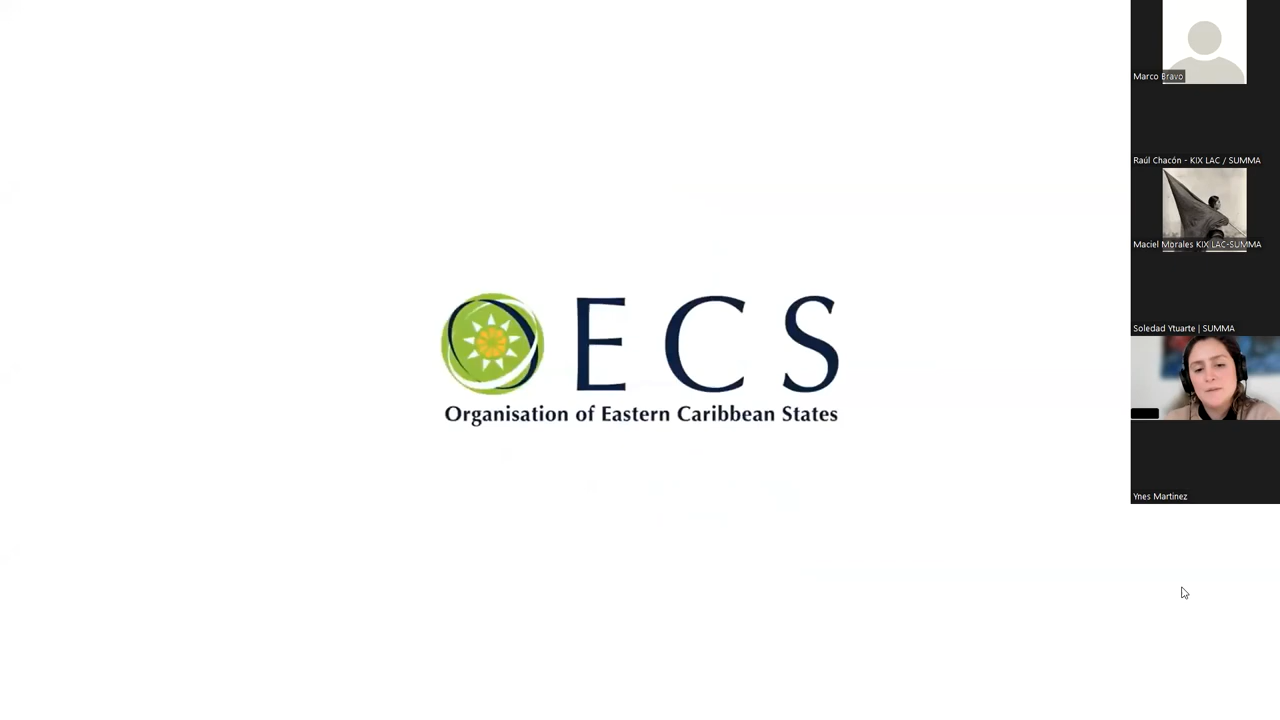 OECS
Organisation of Eastern Caribbean States
Marco Bravo
Raúl Chacón - KIX LAC / SUMMA
Maciel Morales KIX LAC-SUMMA
Soledad Ytuarte | SUMMA
Ynes Martinez